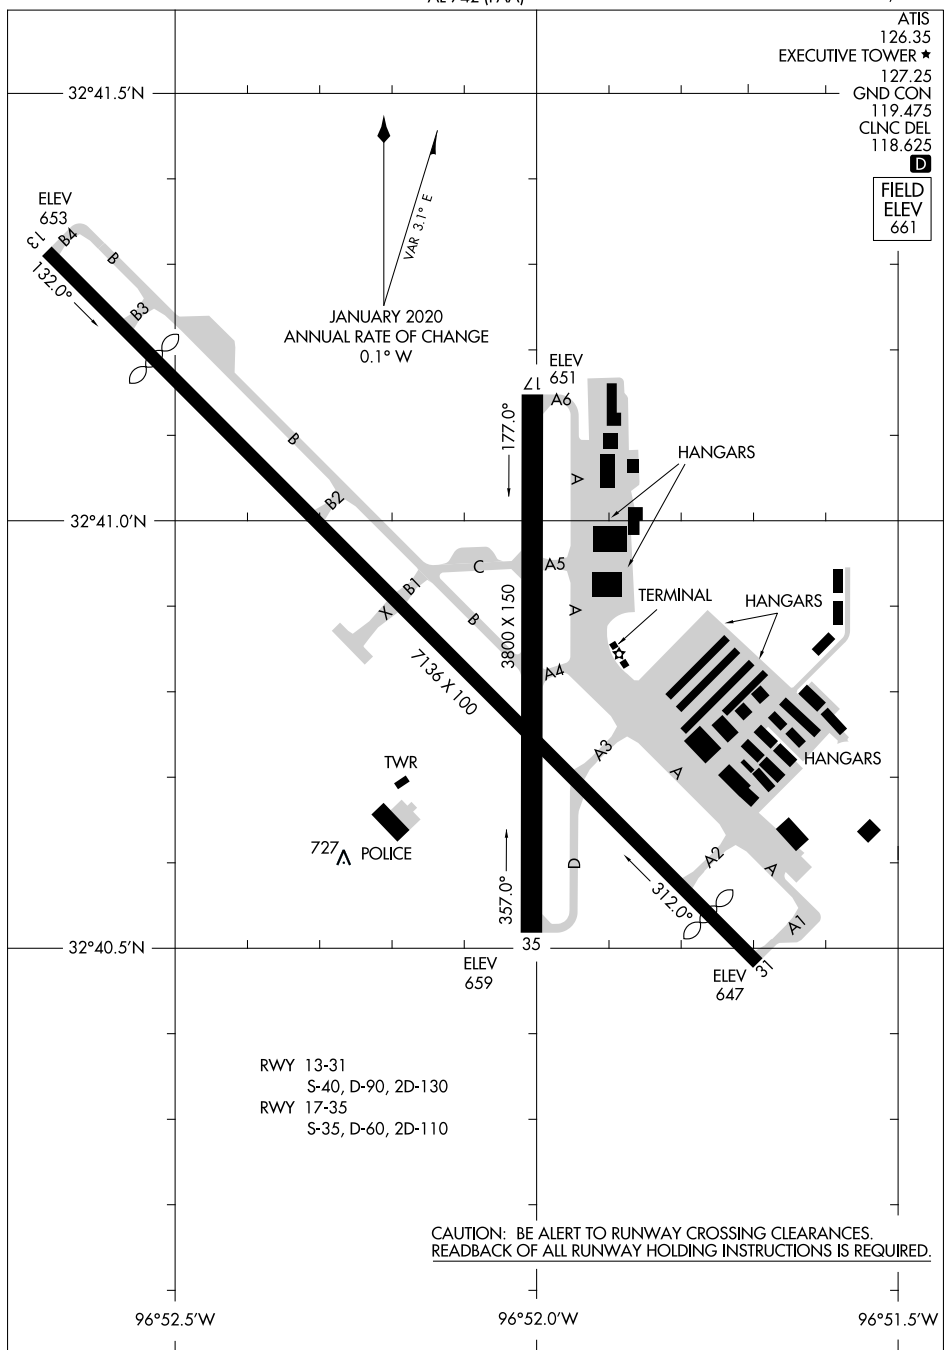 ATIS
126.35
EXECUTIVE TOWER ★
127.25
GND CON
119.475
CLNC DEL
118.625
D
FIELD
ELEV
661
32°41.5'N
VAR 3.1° E
JANUARY 2020
ANNUAL RATE OF CHANGE
0.1° W
ELEV
653
13
B4
B
132.0°
B3
ELEV
651
17
A6
177.0°
HANGARS
B
A
B2
32°41.0'N
C
A5
B1
X
TERMINAL
HANGARS
A
B
3800 X 150
7136 X 100
A4
A3
HANGARS
A
TWR
727
POLICE
D
A2
A
357.0°
312.0°
A1
32°40.5'N
35
31
ELEV
659
ELEV
647
RWY 13-31
S-40, D-90, 2D-130
RWY 17-35
S-35, D-60, 2D-110
CAUTION: BE ALERT TO RUNWAY CROSSING CLEARANCES.
READBACK OF ALL RUNWAY HOLDING INSTRUCTIONS IS REQUIRED.
96°52.5'W
96°52.0'W
96°51.5'W